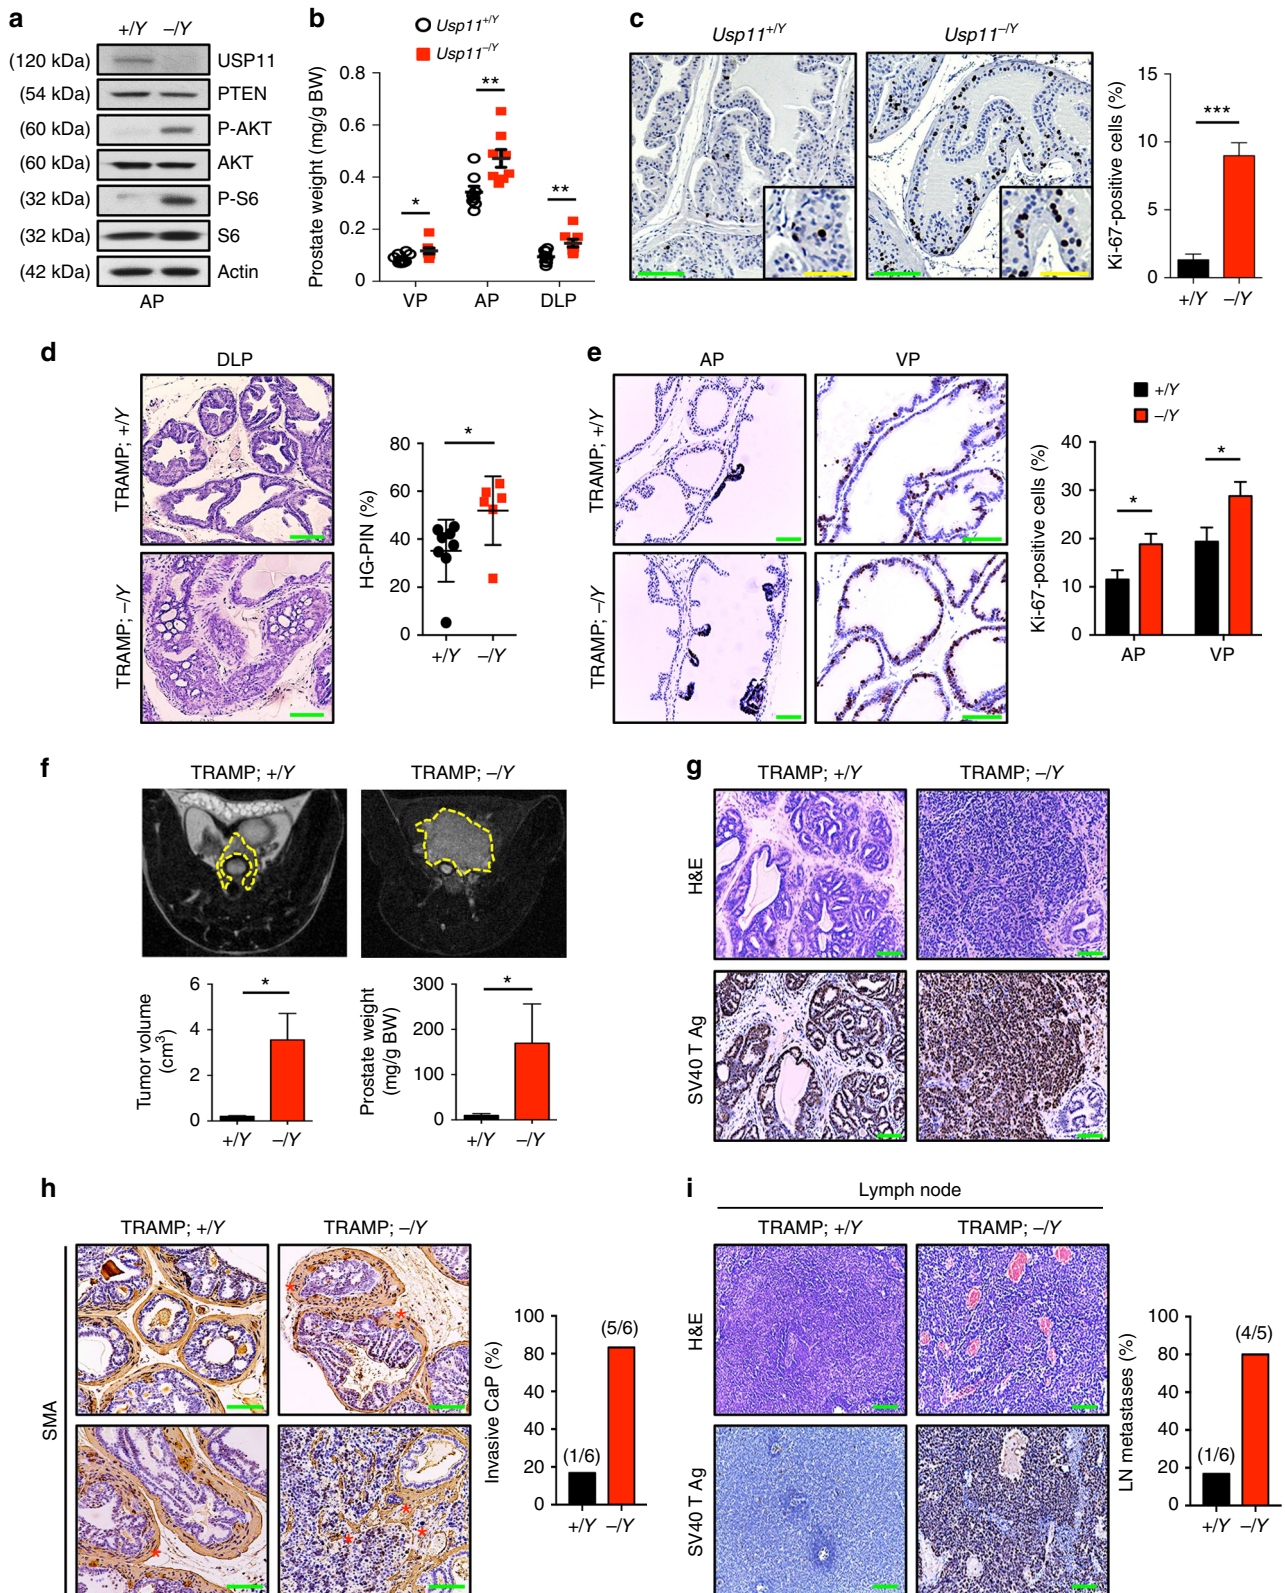 a
+/Y –/Y
(120 kDa) USP11
(54 kDa) PTEN
(60 kDa) P-AKT
(60 kDa) AKT
(32 kDa) P-S6
(32 kDa) S6
(42 kDa) Actin
AP
b
Usp11+/Y
Usp11–/Y
Prostate weight (mg/g BW)
0.8
0.6
0.4
0.2
0
*
**
**
VP AP DLP
c
Usp11+/Y Usp11–/Y
Ki-67-positive cells (%)
15
10
5
0
***
+/Y –/Y
d
DLP
TRAMP; +/Y
TRAMP; –/Y
HG-PIN (%)
80
60
40
20
0
*
+/Y –/Y
e
AP VP
TRAMP; +/Y
TRAMP; –/Y
+/Y
–/Y
Ki-67-positive cells (%)
40
30
20
10
0
*
*
AP VP
f
TRAMP; +/Y TRAMP; –/Y
Tumor volume
(cm3)
6
4
2
0
*
+/Y –/Y
Prostate weight
(mg/g BW)
300
200
100
0
*
+/Y –/Y
g
TRAMP; +/Y TRAMP; –/Y
H&E
SV40 T Ag
h
TRAMP; +/Y TRAMP; –/Y
SMA
*
*
*
*
*
*
Invasive CaP (%)
100
80
60
40
20
0
(1/6)
(5/6)
+/Y –/Y
i
Lymph node
TRAMP; +/Y TRAMP; –/Y
H&E
SV40 T Ag
LN metastases (%)
100
80
60
40
20
0
(1/6)
(4/5)
+/Y –/Y